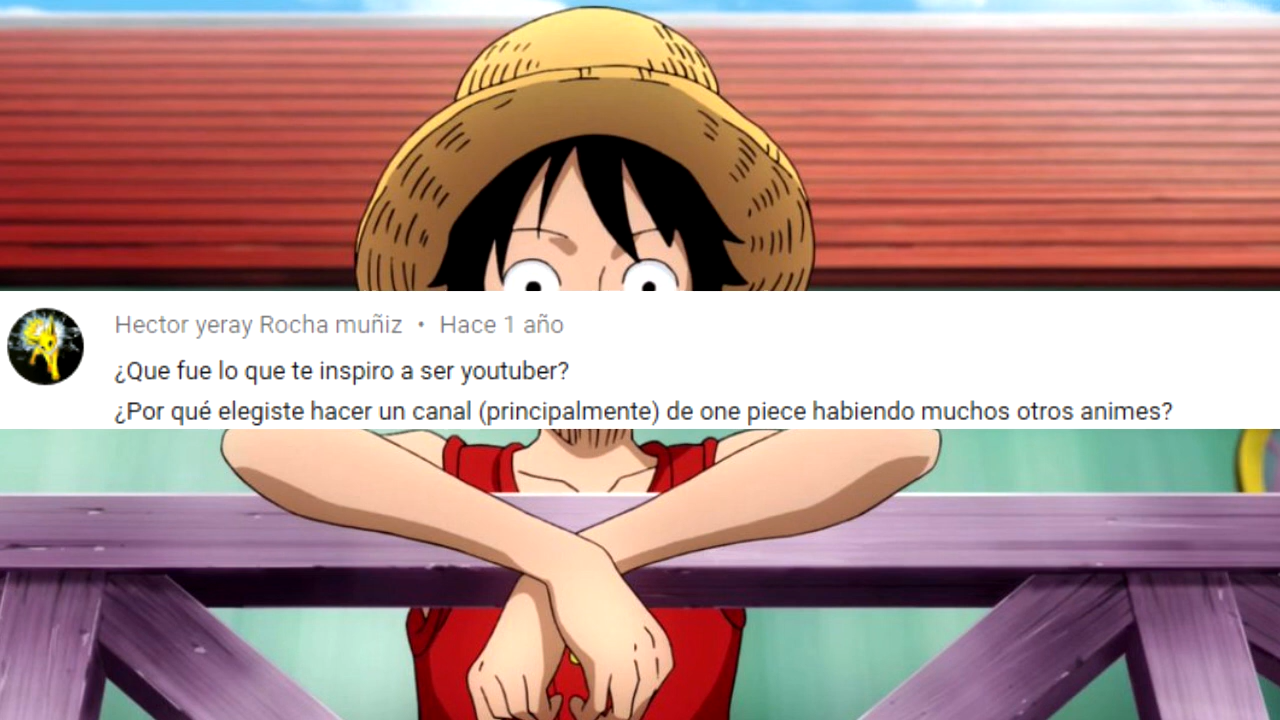 Hector yeray Rocha muñiz • Hace 1 año
¿Que fue lo que te inspiro a ser youtuber?
¿Por qué elegiste hacer un canal (principalmente) de one piece habiendo muchos otros animes?